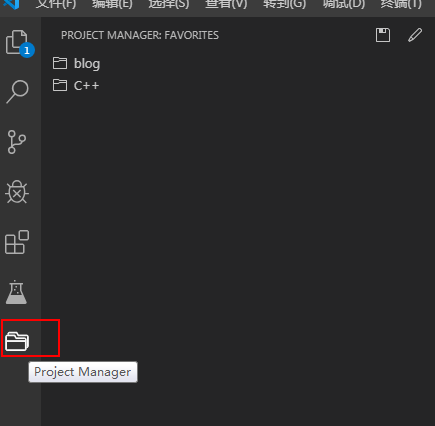 文件(F) 编辑(E) 选择(S) 查看(V) 转到(G) 调试(D) 终端(T)
PROJECT MANAGER: FAVORITES
1
blog
C++
Project Manager